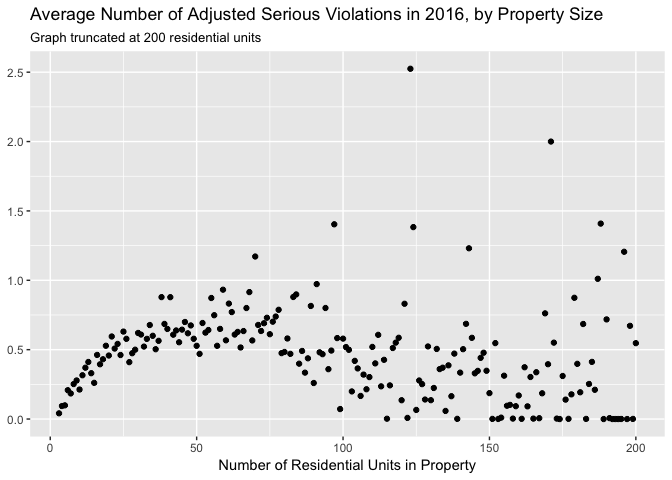 Average Number of Adjusted Serious Violations in 2016, by Property Size
Graph truncated at 200 residential units
2.5
2.0
1.5
1.0
0.5
0.0
0 50 100 150 200
Number of Residential Units in Property